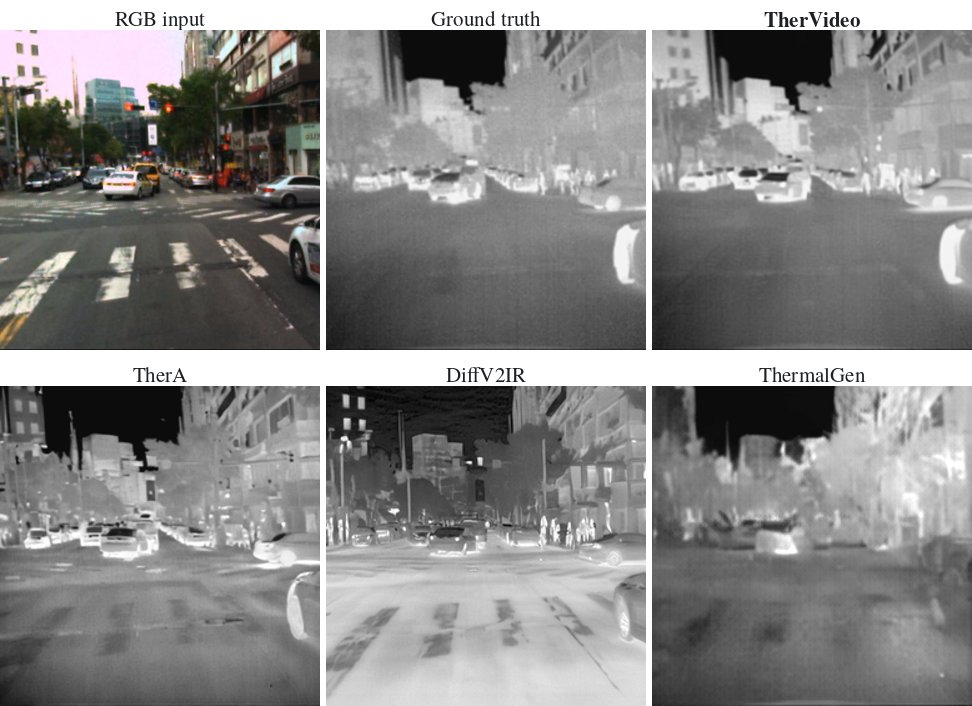 RGB input
Ground truth
TherVideo
TherA
DiffV2IR
ThermalGen